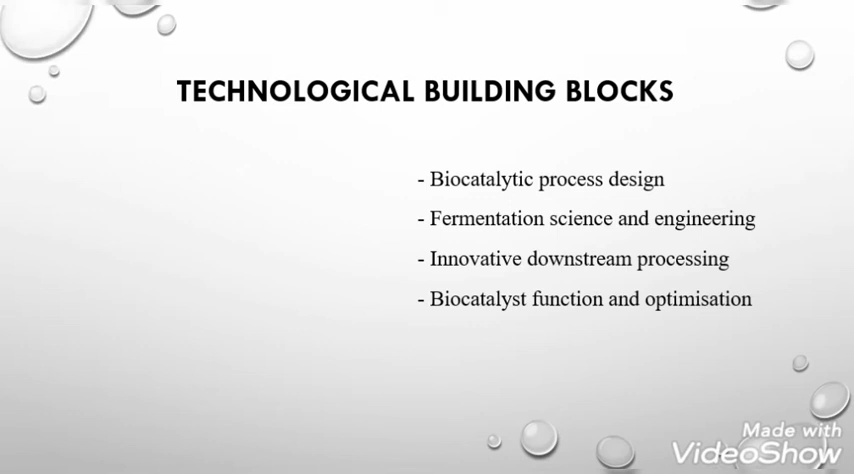 TECHNOLOGICAL BUILDING BLOCKS
- Biocatalytic process design
- Fermentation science and engineering
- Innovative downstream processing
- Biocatalyst function and optimisation
Made with
VideoShow